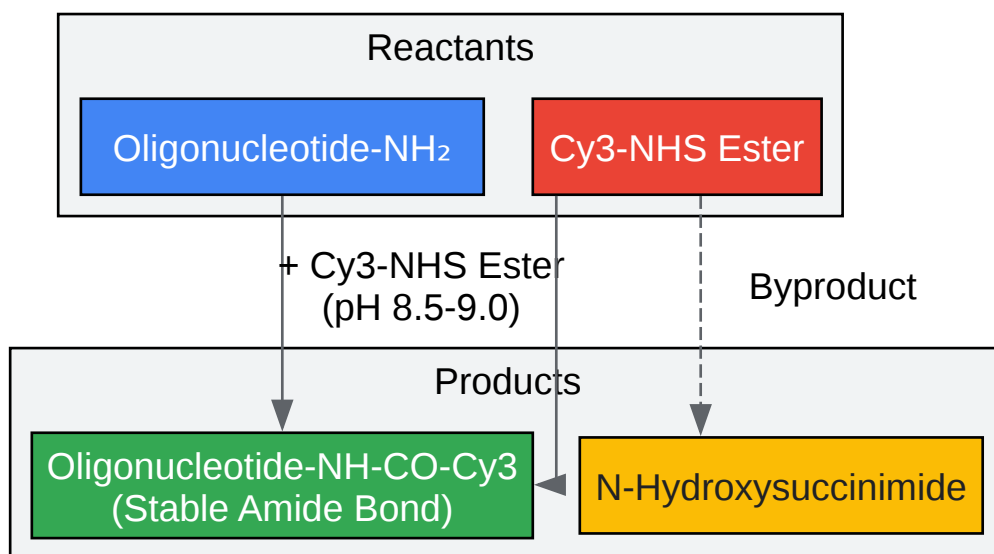 Reactants
Oligonucleotide-NH₂
Cy3-NHS Ester
+ Cy3-NHS Ester
(pH 8.5-9.0)
Byproduct
Products
Oligonucleotide-NH-CO-Cy3
(Stable Amide Bond)
N-Hydroxysuccinimide